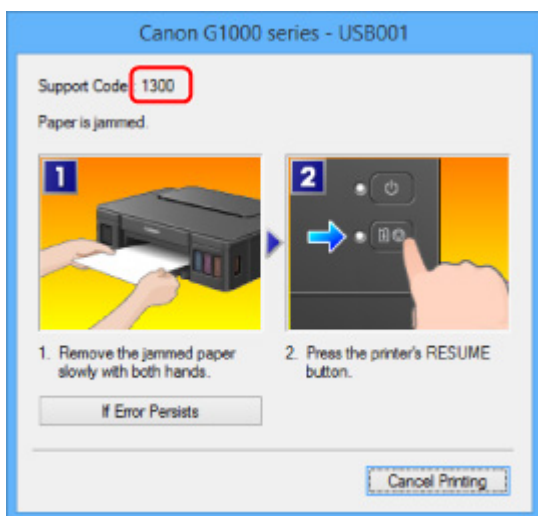 Canon G1000 series - USB001
Support Code : 1300
Paper is jammed.
1
2
1. Remove the jammed paper
slowly with both hands.
2. Press the printer's RESUME
button.
If Error Persists
Cancel Printing